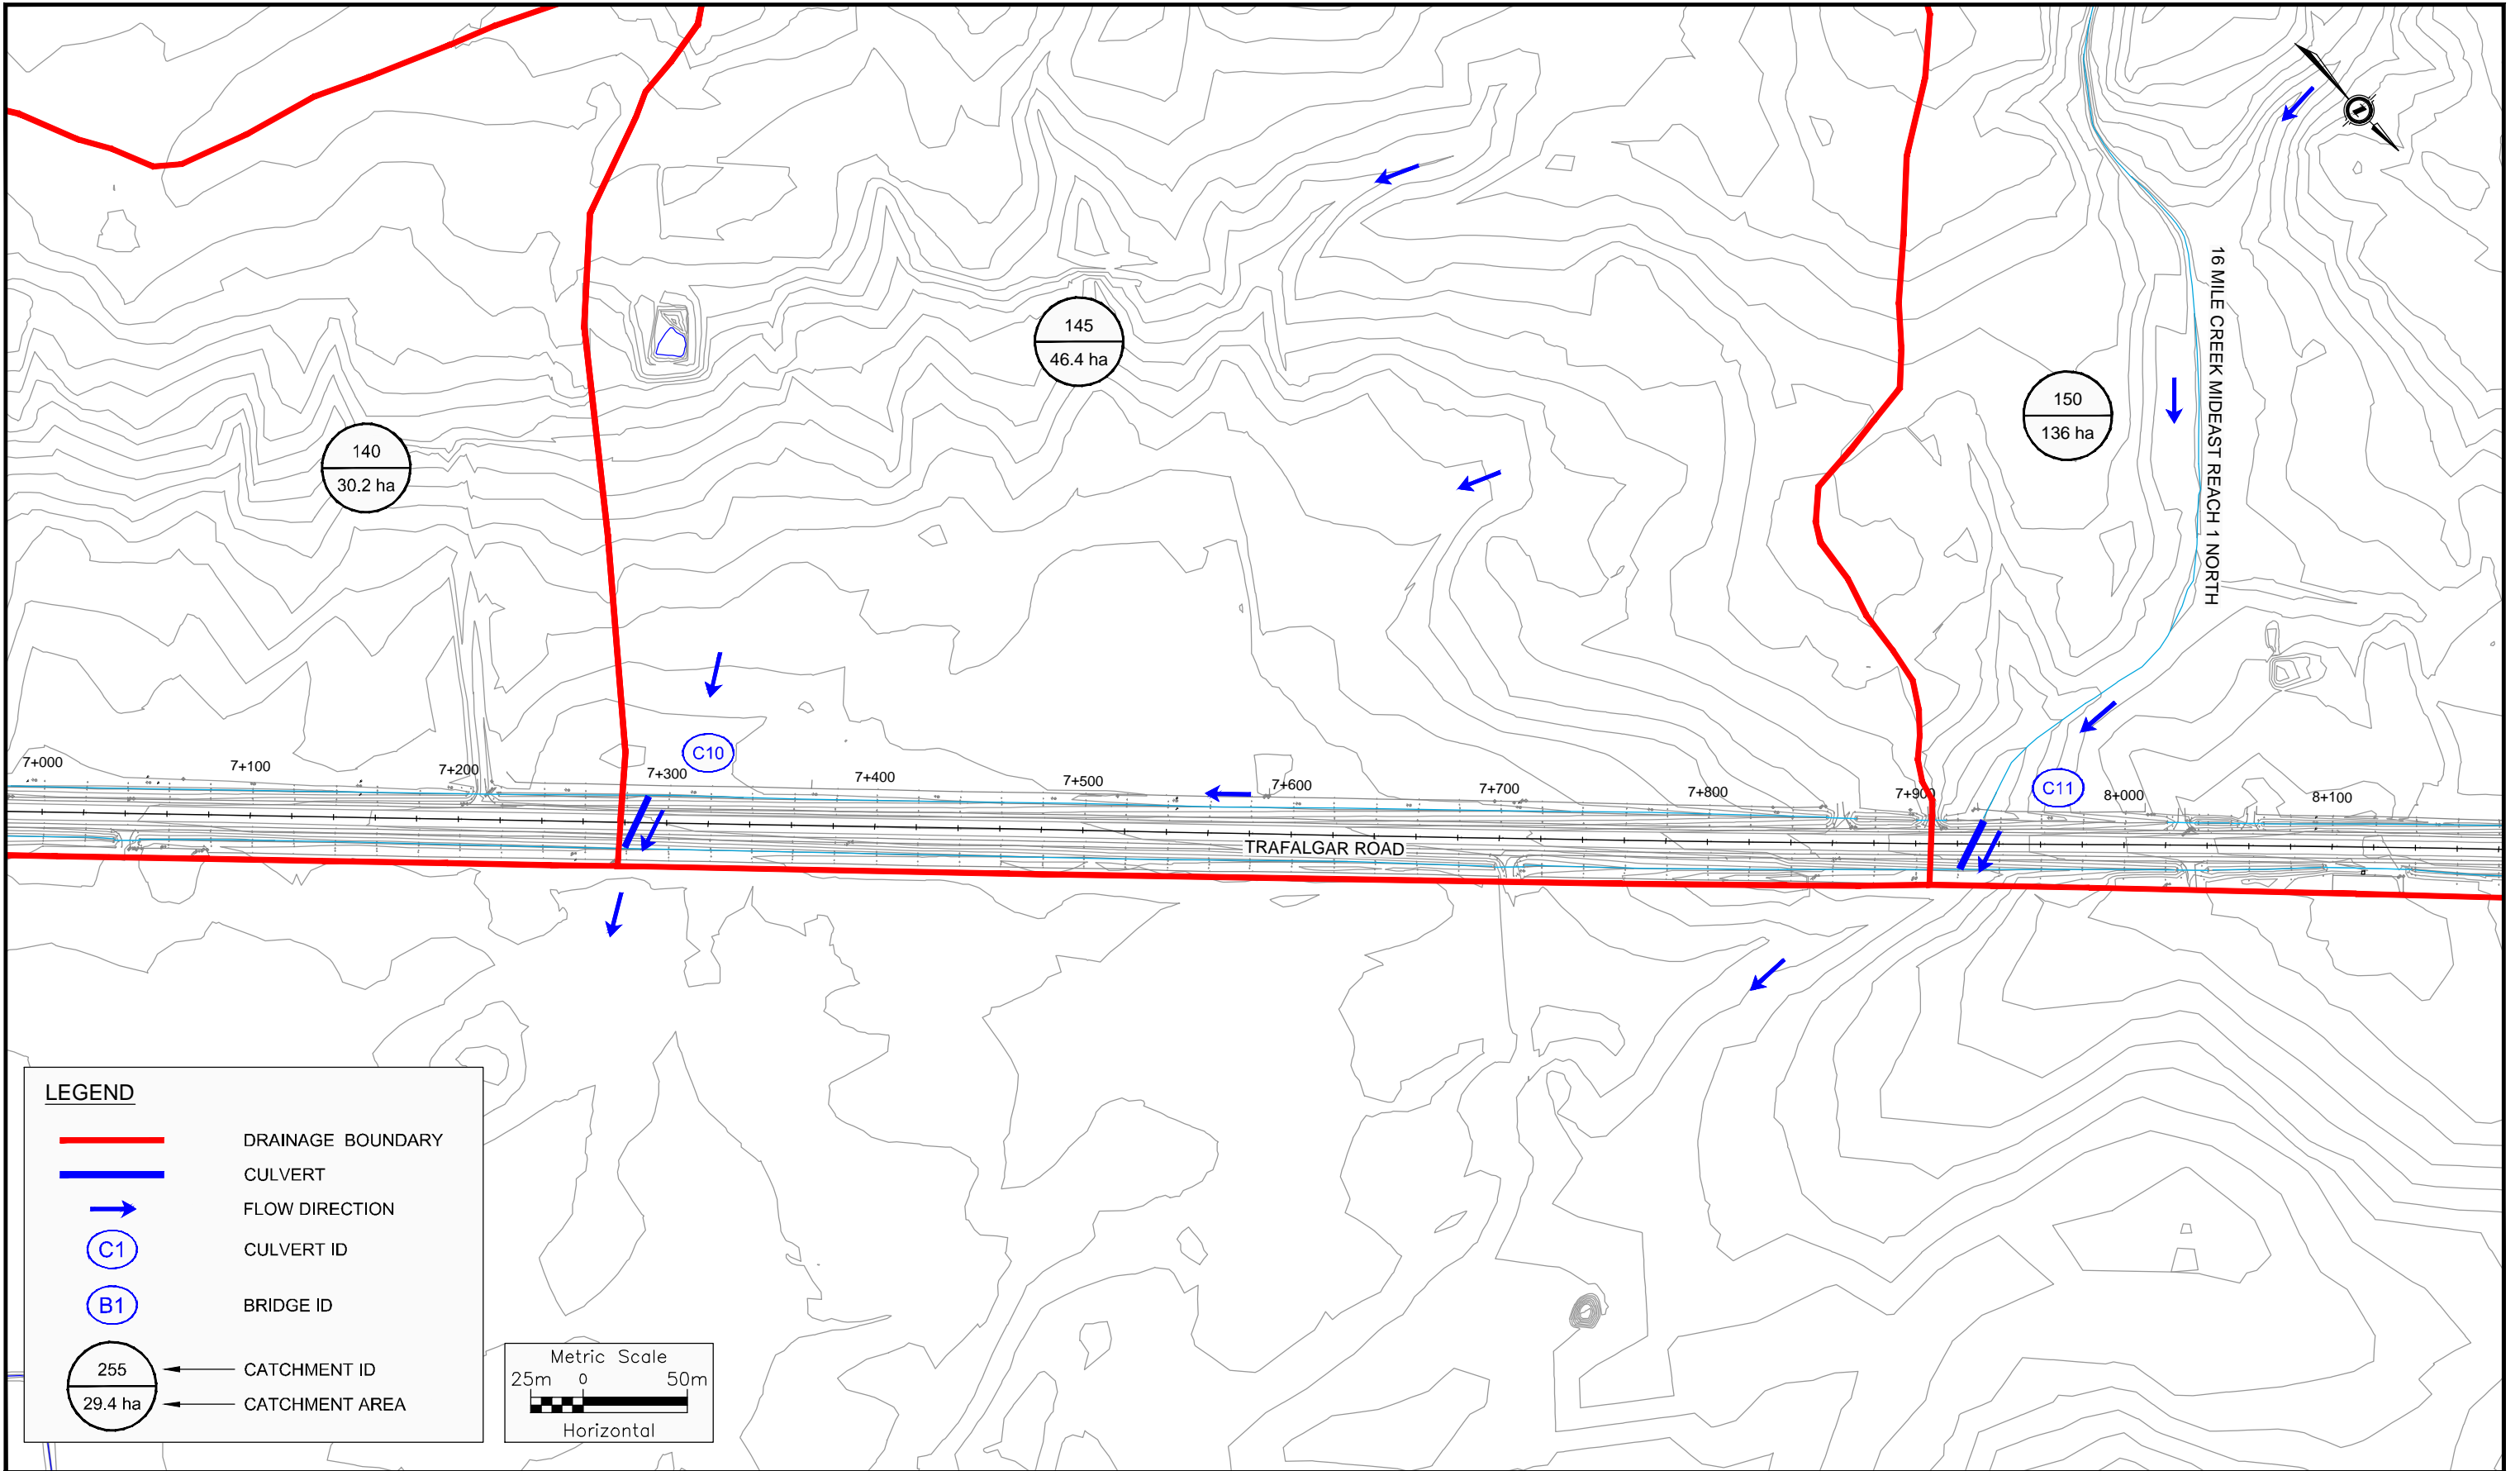 16 MILE CREEK MIDEAST REACH 1 NORTH
N
145
46.4 ha
150
136 ha
140
30.2 ha
C10
C11
7+000
7+100
7+200
7+300
7+400
7+500
7+600
7+700
7+800
7+900
8+000
8+100
TRAFALGAR ROAD
LEGEND
DRAINAGE BOUNDARY
CULVERT
FLOW DIRECTION
C1
CULVERT ID
B1
BRIDGE ID
255
CATCHMENT ID
29.4 ha
CATCHMENT AREA
Metric Scale
25m 0 50m
Horizontal